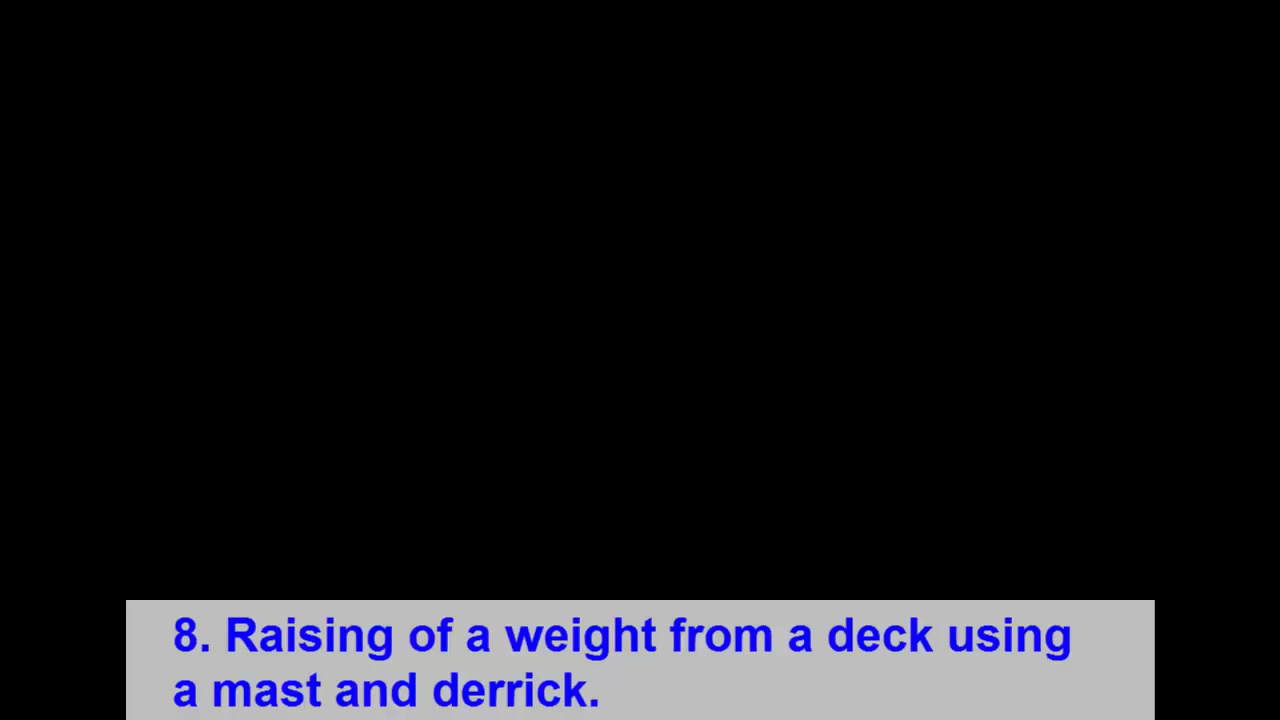 8. Raising of a weight from a deck using
a mast and derrick.